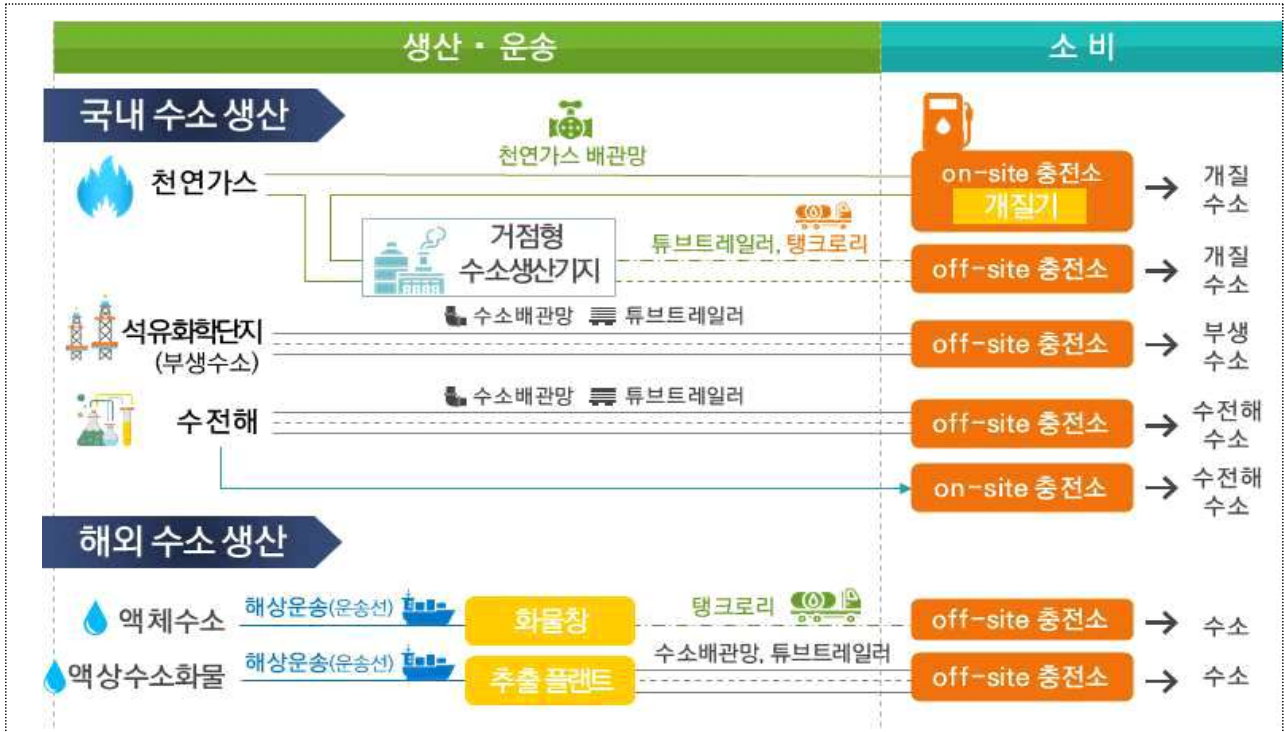 생산 · 운송
소 비
국내 수소 생산
천연가스 배관망
천연가스
on-site 충전소
개질기
개질
수소
거점형
수소생산기지
튜브트레일러, 탱크로리
off-site 충전소
개질
수소
석유화학단지
(부생수소)
수소배관망 튜브트레일러
off-site 충전소
부생
수소
수전해
수소배관망 튜브트레일러
off-site 충전소
수전해
수소
on-site 충전소
수전해
수소
해외 수소 생산
액체수소
해상운송(운송선)
화물창
탱크로리
off-site 충전소
수소
액상수소화물
해상운송(운송선)
추출 플랜트
수소배관망, 튜브트레일러
off-site 충전소
수소